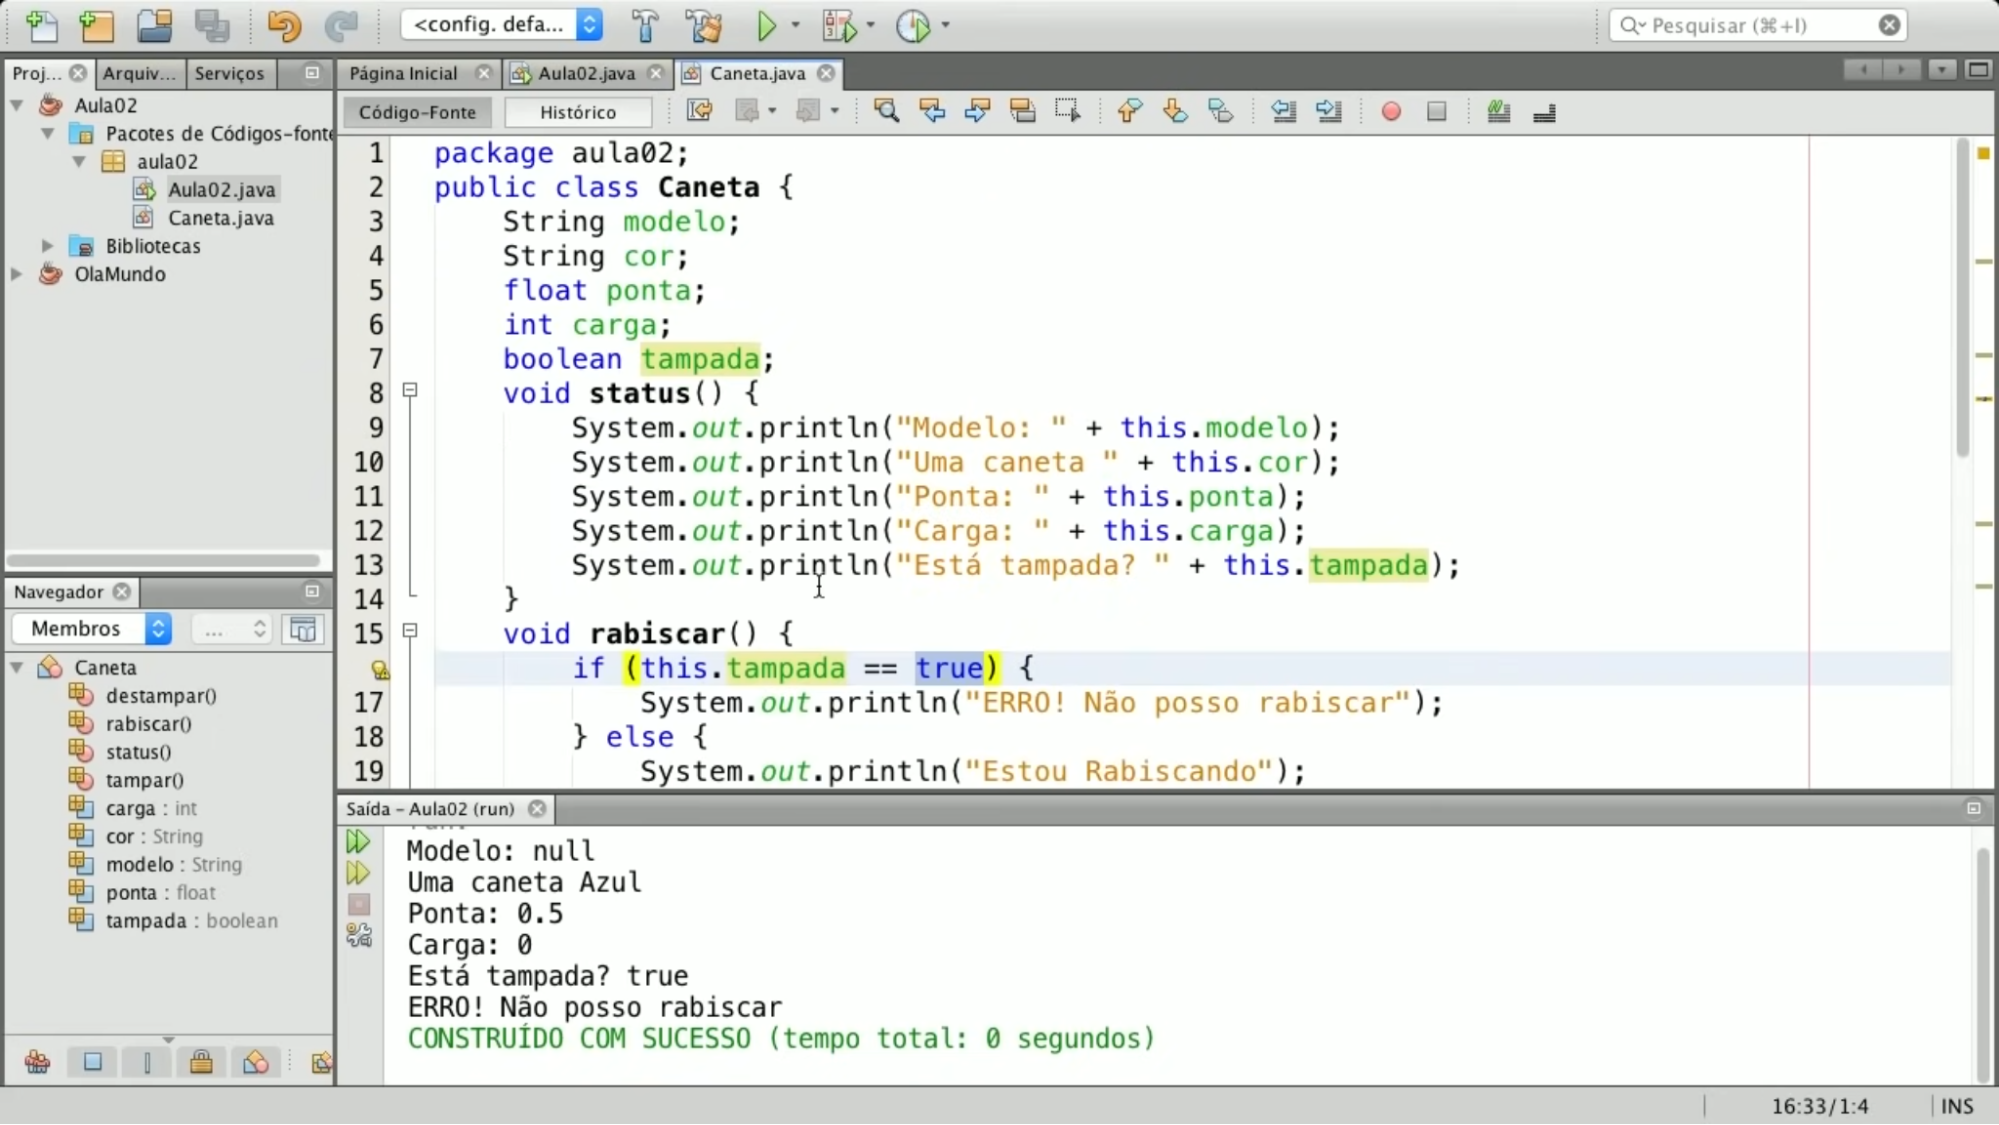 <config. defa...
Pesquisar (⌘+I)
Proj...
Arquiv...
Serviços
Página Inicial
Aula02.java
Caneta.java
Código-Fonte
Histórico
Aula02
Pacotes de Códigos-fonte
aula02
Aula02.java
Caneta.java
Bibliotecas
OlaMundo
1 package aula02;
2 public class Caneta {
3 String modelo;
4 String cor;
5 float ponta;
6 int carga;
7 boolean tampada;
8 void status() {
9 System.out.println("Modelo: " + this.modelo);
10 System.out.println("Uma caneta " + this.cor);
11 System.out.println("Ponta: " + this.ponta);
12 System.out.println("Carga: " + this.carga);
13 System.out.println("Está tampada? " + this.tampada);
14 }
15 void rabiscar() {
if (this.tampada == true) {
17 System.out.println("ERRO! Não posso rabiscar");
18 } else {
19 System.out.println("Estou Rabiscando");
Navegador
Membros
...
Caneta
destampar()
rabiscar()
status()
tampar()
carga : int
cor : String
modelo : String
ponta : float
tampada : boolean
Saída – Aula02 (run)
Modelo: null
Uma caneta Azul
Ponta: 0.5
Carga: 0
Está tampada? true
ERRO! Não posso rabiscar
CONSTRUÍDO COM SUCESSO (tempo total: 0 segundos)
16:33/1:4
INS